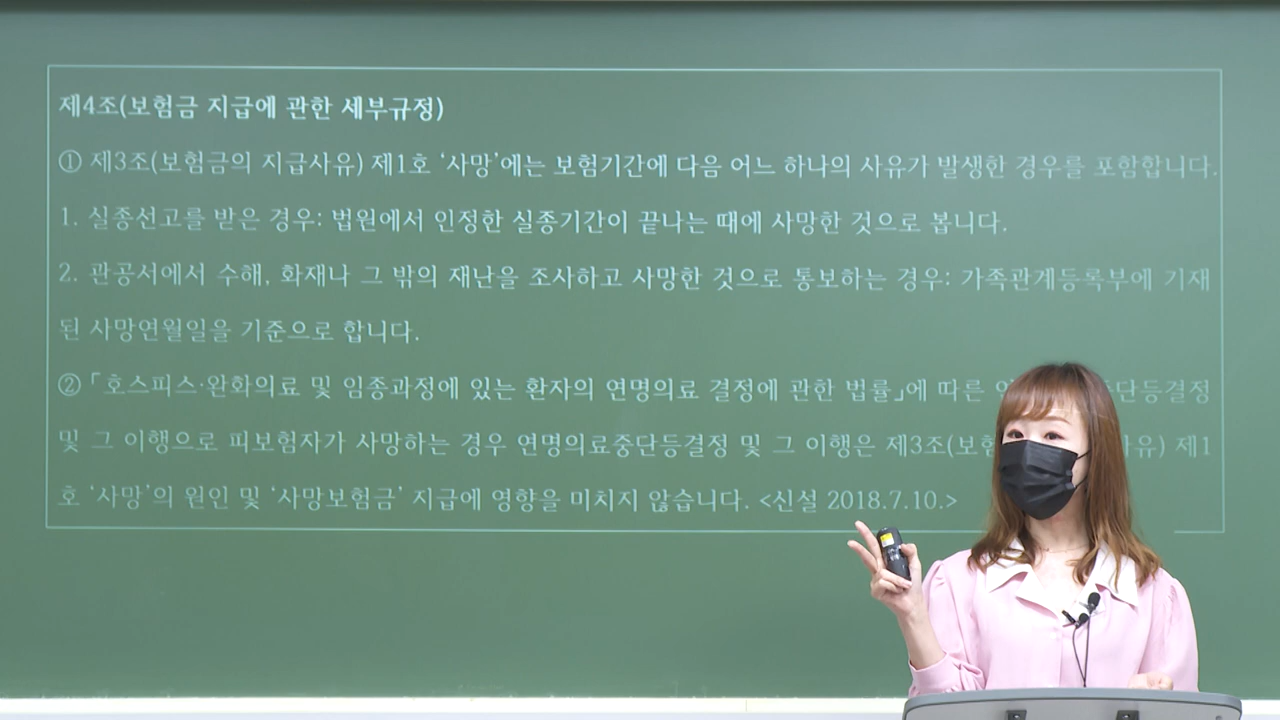 제4조(보험금 지급에 관한 세부규정)
① 제3조(보험금의 지급사유) 제1호 ‘사망’에는 보험기간에 다음 어느 하나의 사유가 발생한 경우를 포함합니다.
1. 실종선고를 받은 경우: 법원에서 인정한 실종기간이 끝나는 때에 사망한 것으로 봅니다.
2. 관공서에서 수해, 화재나 그 밖의 재난을 조사하고 사망한 것으로 통보하는 경우: 가족관계등록부에 기재
된 사망연월일을 기준으로 합니다.
② 「호스피스·완화의료 및 임종과정에 있는 환자의 연명의료 결정에 관한 법률」에 따른 단등결정
및 그 이행으로 피보험자가 사망하는 경우 연명의료중단등결정 및 그 이행은 제3조(보험 사유) 제1
호 ‘사망’의 원인 및 ‘사망보험금’ 지급에 영향을 미치지 않습니다. <신설 2018.7.10.>